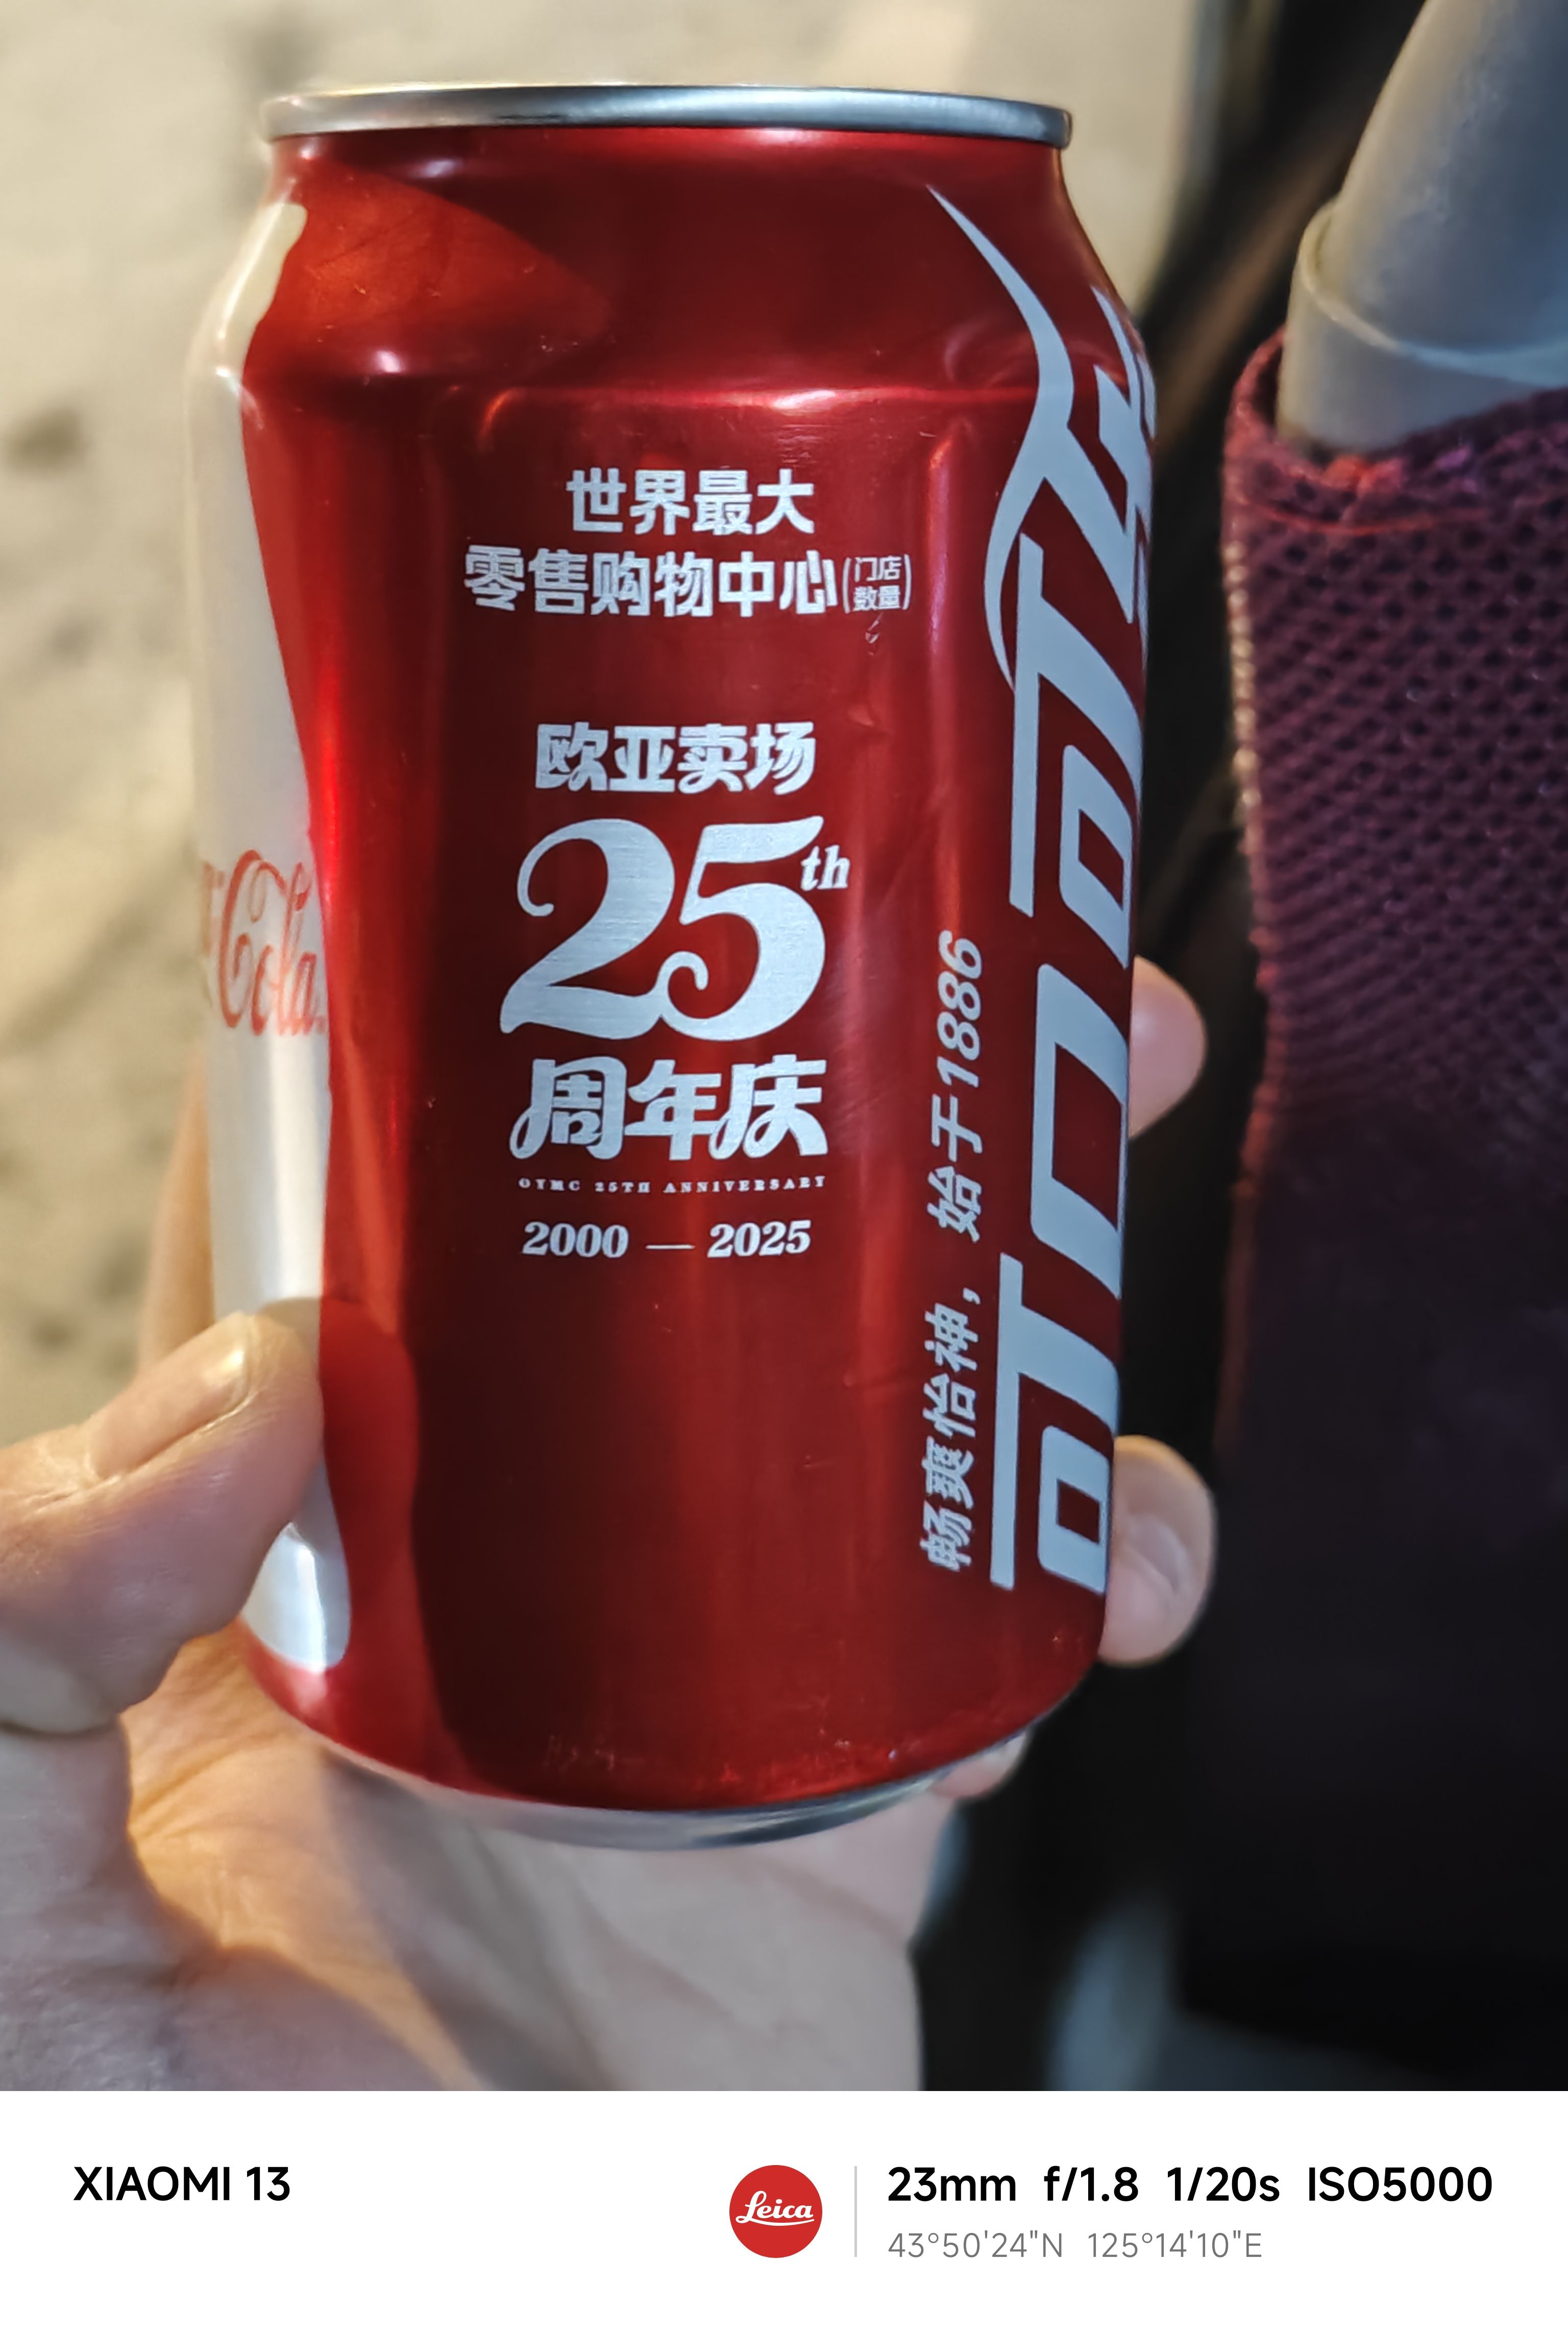 世界最大
零售购物中心(门店数量)
欧亚卖场
25th
周年庆
OYMC 25TH ANNIVERSARY
2000 — 2025
畅爽怡神，始于1886
可口可乐
Cola
XIAOMI 13
Leica
23mm f/1.8 1/20s ISO5000
43°50'24"N 125°14'10"E